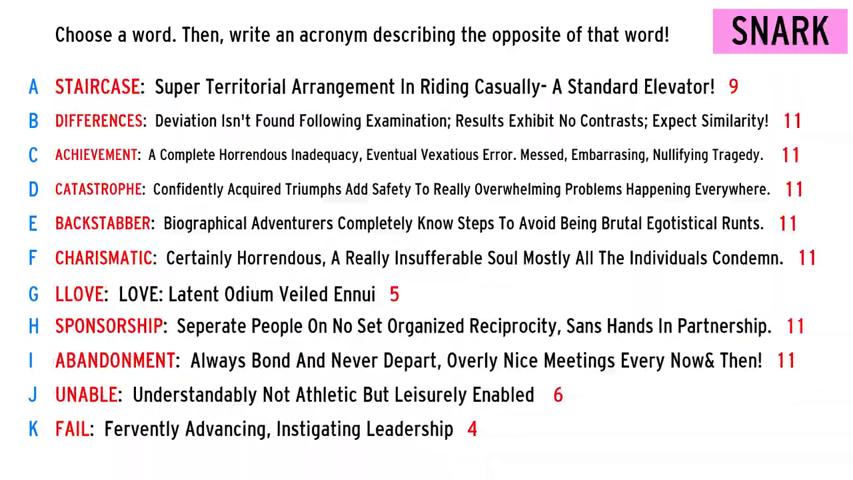 Choose a word. Then, write an acronym describing the opposite of that word!
SNARK
A STAIRCASE: Super Territorial Arrangement In Riding Casually- A Standard Elevator! 9
B DIFFERENCES: Deviation Isn't Found Following Examination; Results Exhibit No Contrasts; Expect Similarity! 11
C ACHIEVEMENT: A Complete Horrendous Inadequacy, Eventual Vexatious Error. Messed, Embarrasing, Nullifying Tragedy. 11
D CATASTROPHE: Confidently Acquired Triumphs Add Safety To Really Overwhelming Problems Happening Everywhere. 11
E BACKSTABBER: Biographical Adventurers Completely Know Steps To Avoid Being Brutal Egotistical Runts. 11
F CHARISMATIC: Certainly Horrendous, A Really Insufferable Soul Mostly All The Individuals Condemn. 11
G LLOVE: LOVE: Latent Odium Veiled Ennui 5
H SPONSORSHIP: Seperate People On No Set Organized Reciprocity, Sans Hands In Partnership. 11
I ABANDONMENT: Always Bond And Never Depart, Overly Nice Meetings Every Now& Then! 11
J UNABLE: Understandably Not Athletic But Leisurely Enabled 6
K FAIL: Fervently Advancing, Instigating Leadership 4